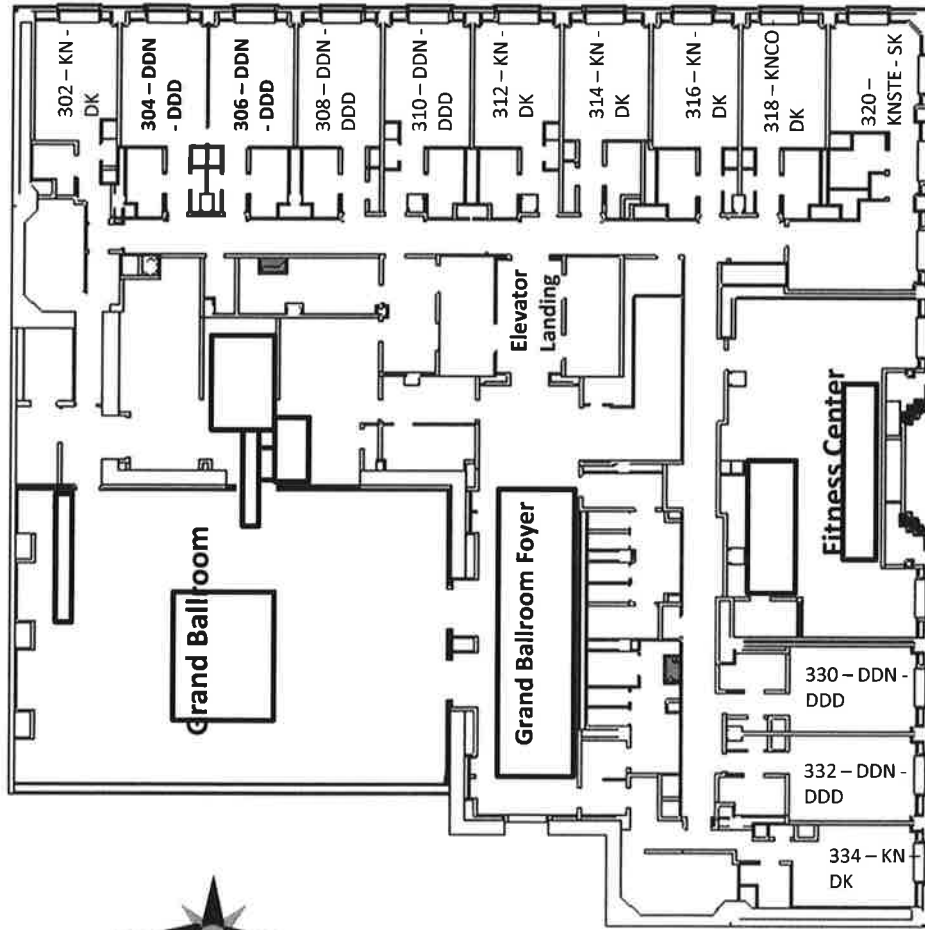 302 – KN -
DK
304 – DDN
- DDD
306 – DDN
- DDD
308 – DDN -
DDD
310 – DDN -
DDD
312 – KN -
DK
314 – KN -
DK
316 – KN -
DK
318 – KNCO
DK
320 –
KNSTE - SK
Elevator
Landing
Fitness Center
Grand Ballroom
Grand Ballroom Foyer
330 – DDN -
DDD
332 – DDN -
DDD
334 – KN –
DK